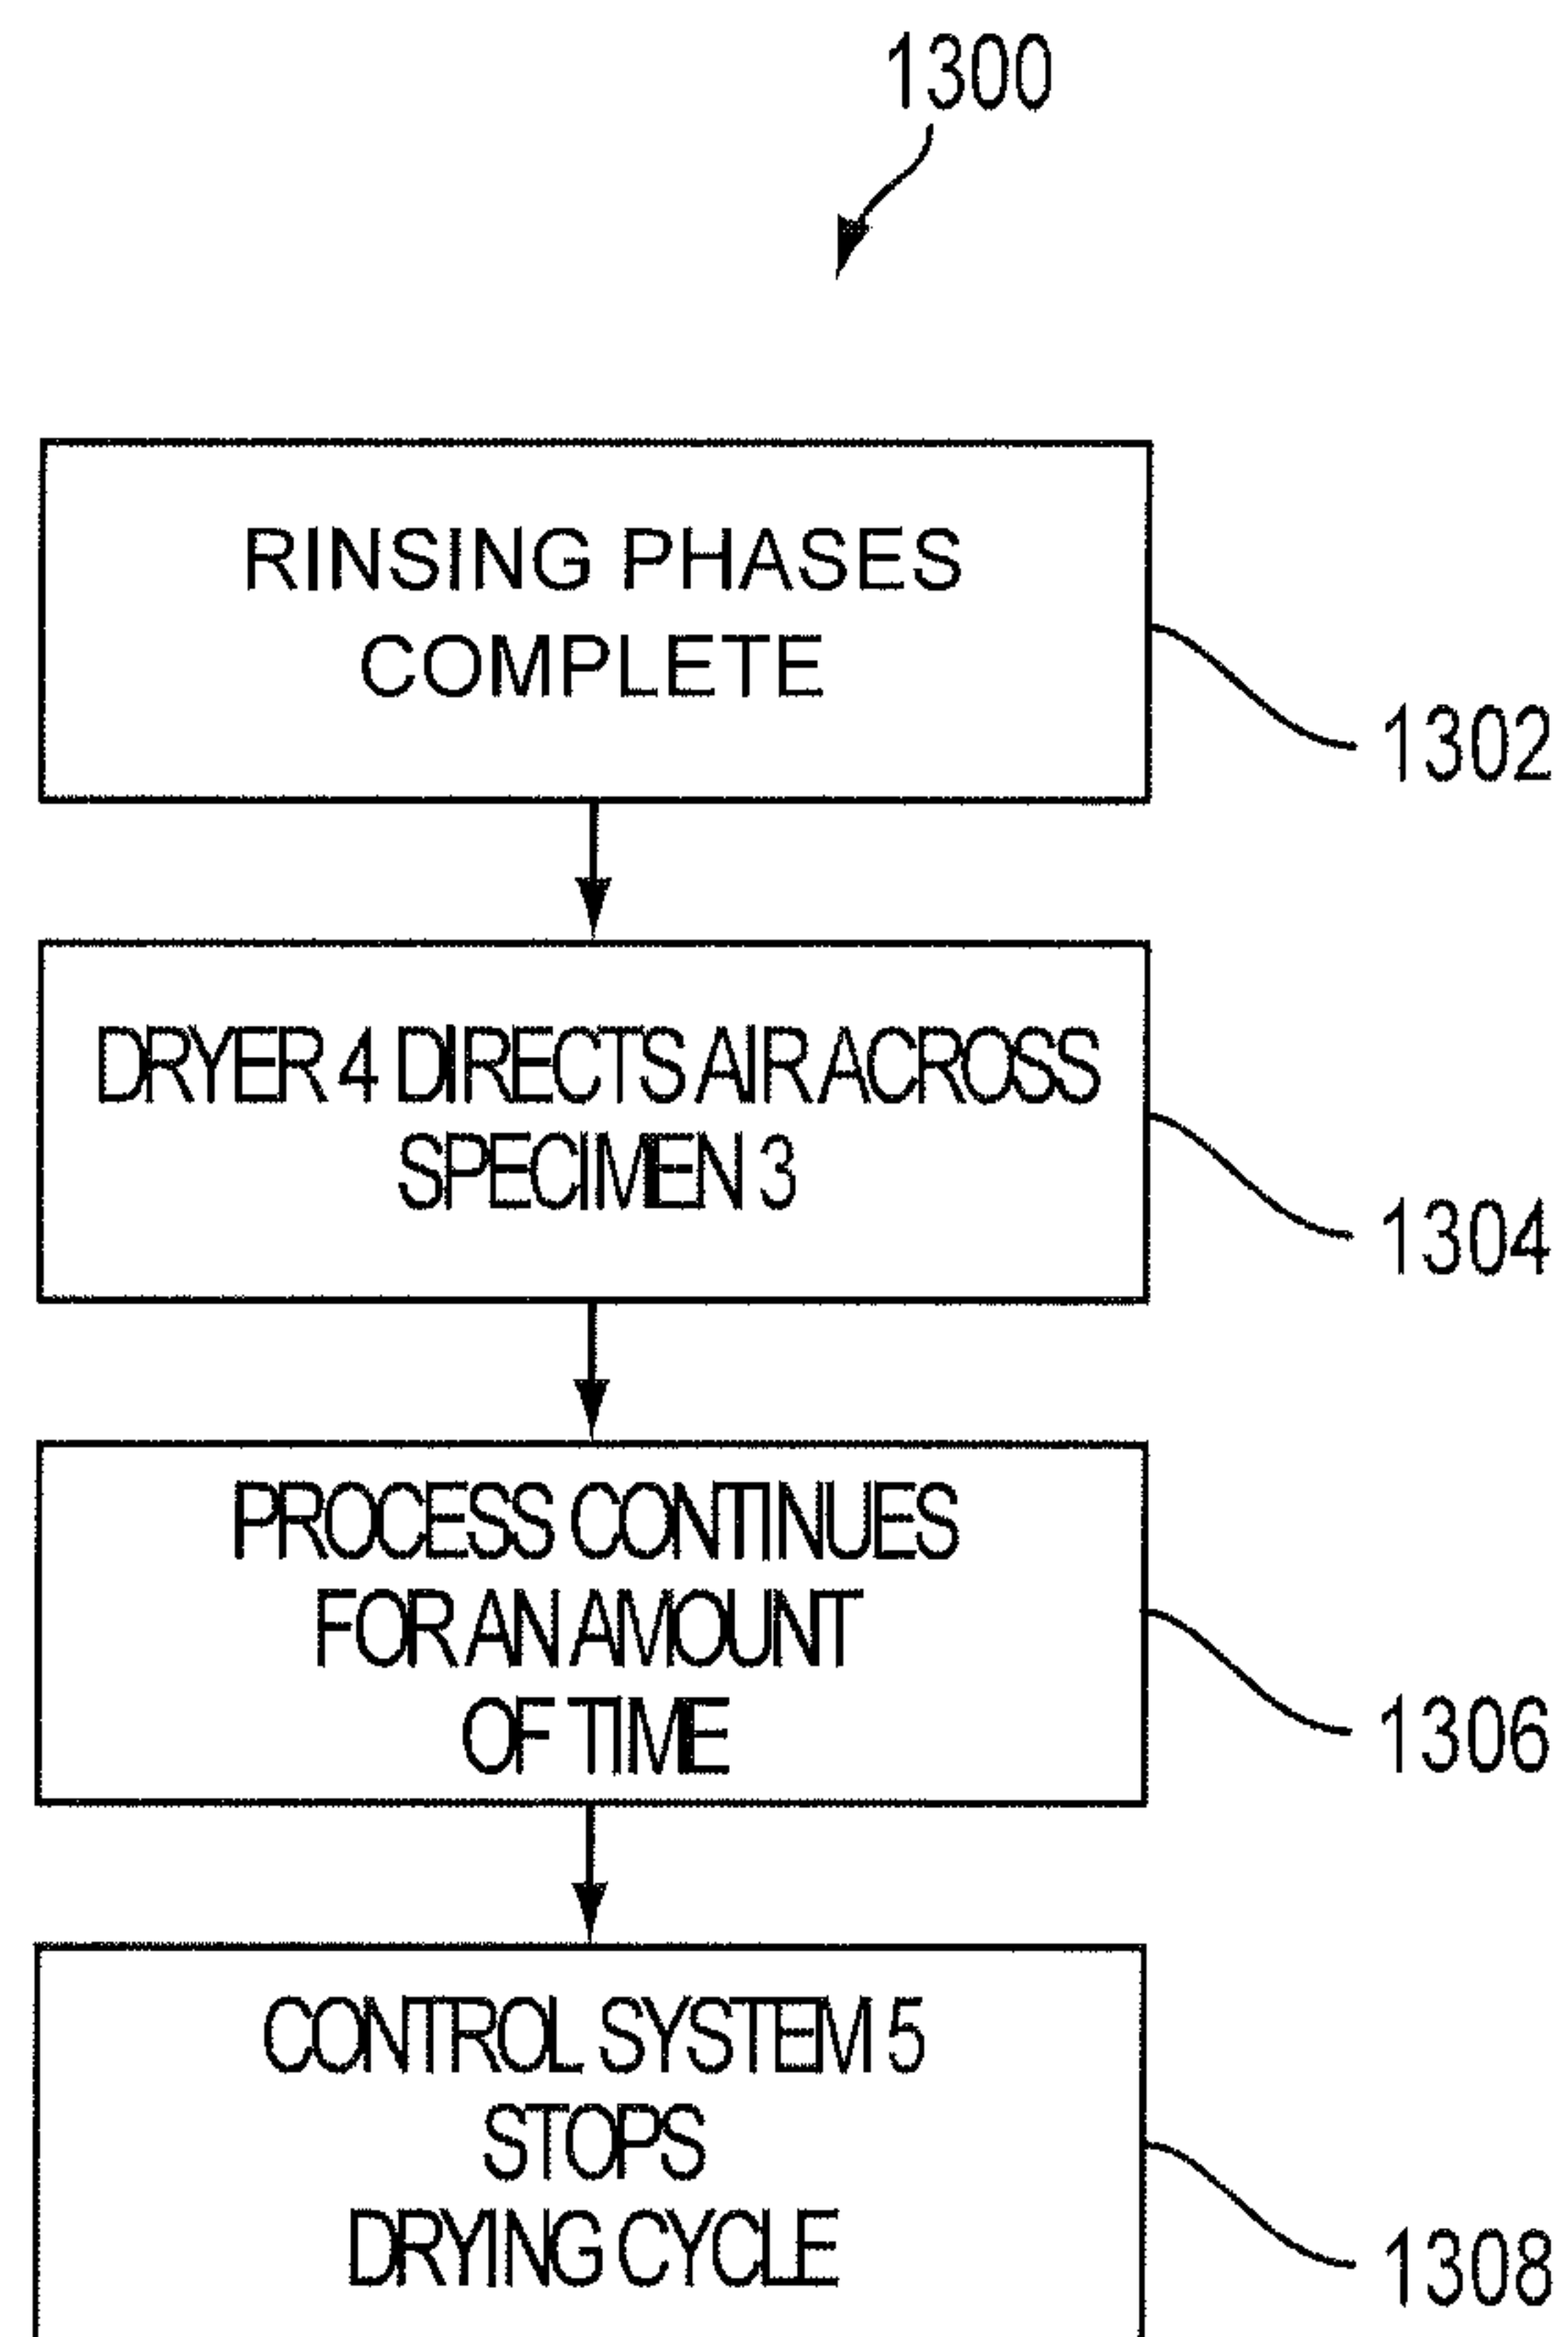 1300
RINSING PHASES
COMPLETE
1302
DRYER 4 DIRECTS AIR ACROSS
SPECIMEN 3
1304
PROCESS CONTINUES
FOR AN AMOUNT
OF TIME
1306
CONTROL SYSTEM 5
STOPS
DRYING CYCLE
1308